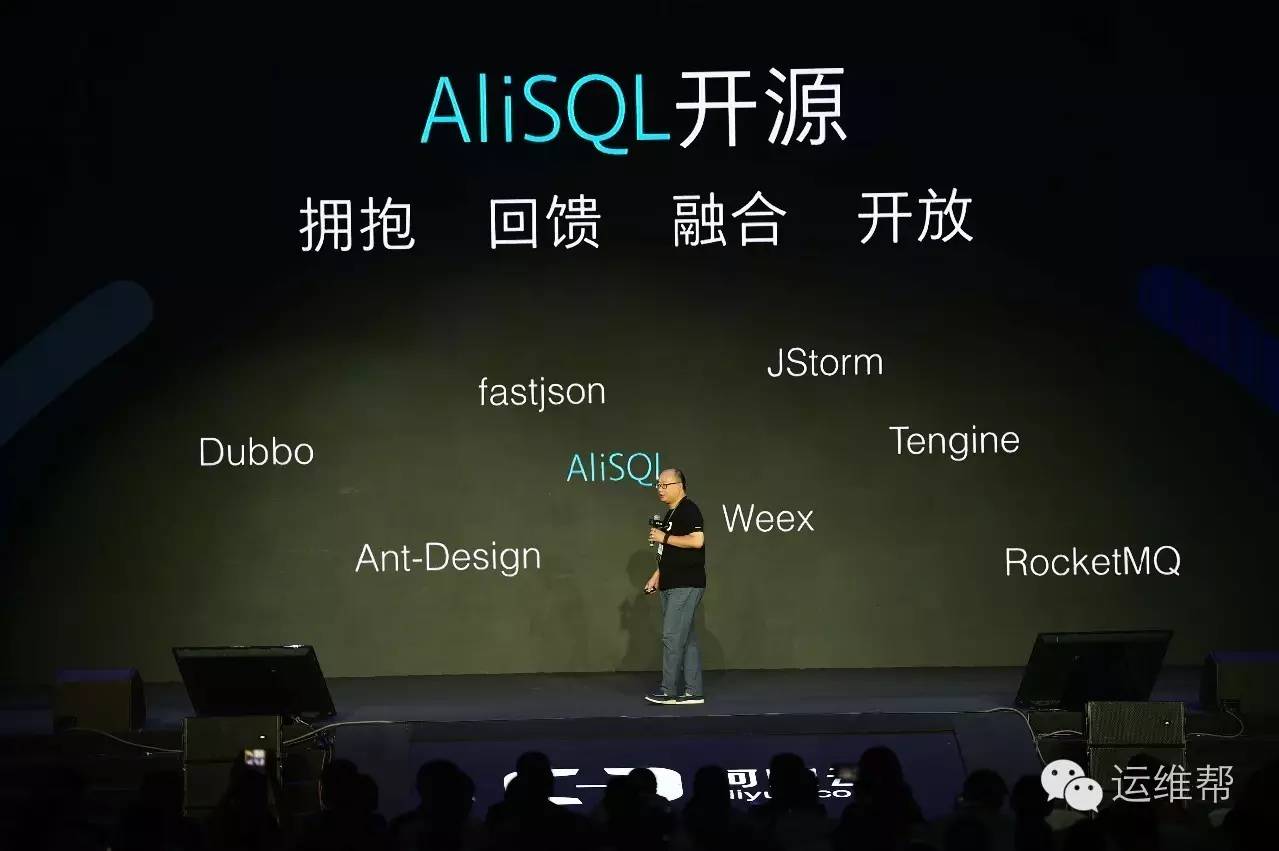 AliSQL开源
拥抱 回馈 融合 开放
JStorm
fastjson
Tengine
Dubbo
AliSQL
Weex
Ant-Design
RocketMQ
运维帮